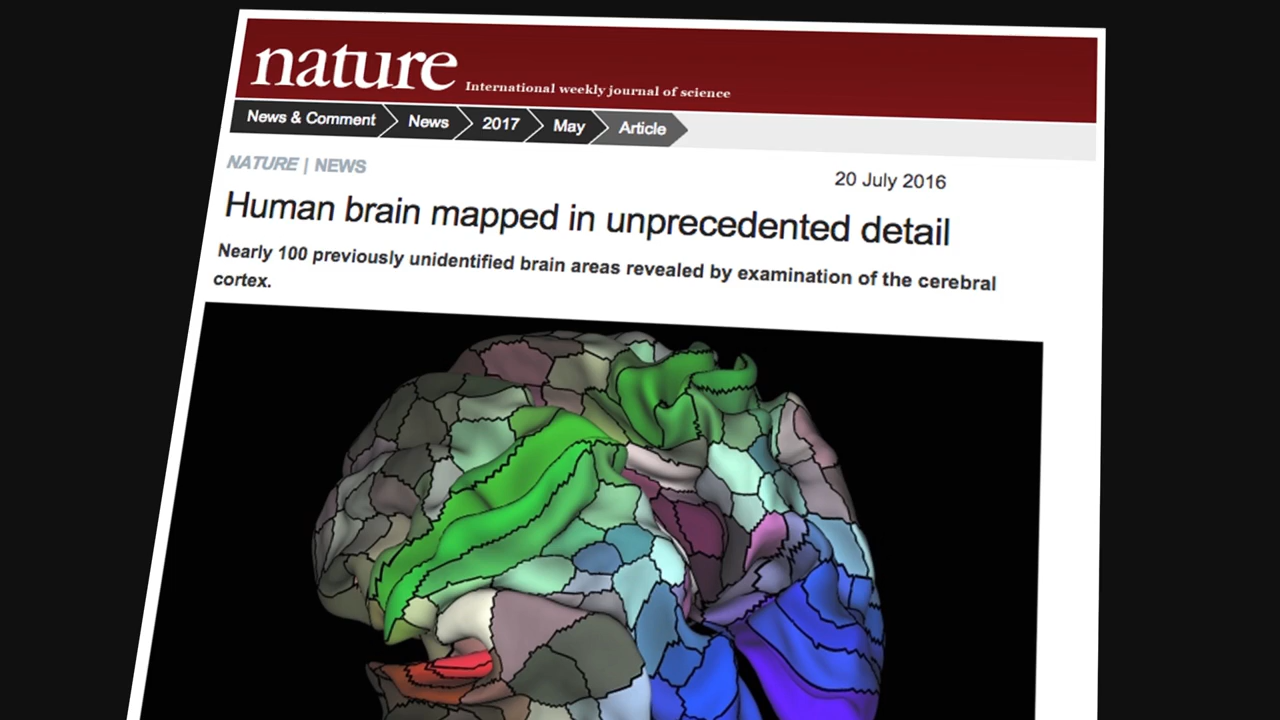 nature International weekly journal of science
News & Comment News 2017 May Article
NATURE | NEWS
20 July 2016
Human brain mapped in unprecedented detail
Nearly 100 previously unidentified brain areas revealed by examination of the cerebral
cortex.